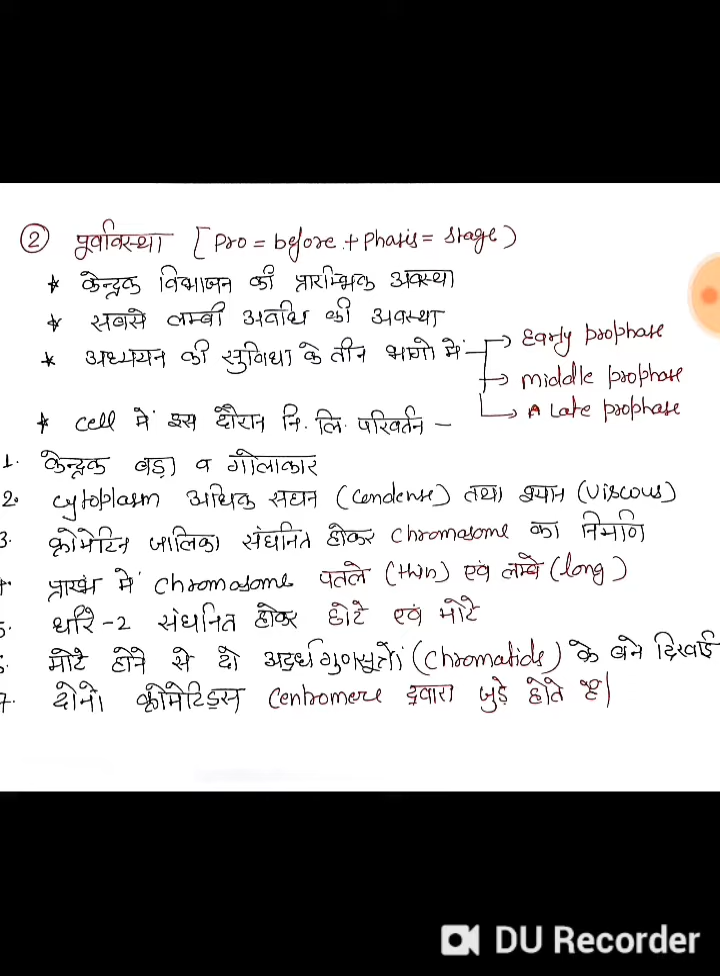 ② पूर्वावस्था [Pro = before + Phasis = stage)
* केन्द्रक विभाजन की प्रारम्भिक अवस्था
* सबसे लम्बी अवधि की अवस्था
* अध्ययन की सुविधा के तीन भागो में → Early prophase
→ middle prophase
→ Late prophase
* cell में इस दौरान नि. लि. परिवर्तन –
1. केन्द्रक बड़ा व गोलाकार
2. cytoplasm अधिक सघन (Condense) तथा श्यान (Viscous)
3. क्रोमेटिन जालिका संघनित होकर chromosome का निर्माण
प्रारंभ में chromosome पतले (thin) एवं लम्बे (long)
5. धीरे-2 संघनित होकर छोटे एवं मोटे
मोटे होने से दो अर्द्धगुणसूत्रों (Chromatids) के बने दिखाई
7. दोनो क्रोमेटिड्स Centromere द्वारा जुड़े होते है|
DU Recorder